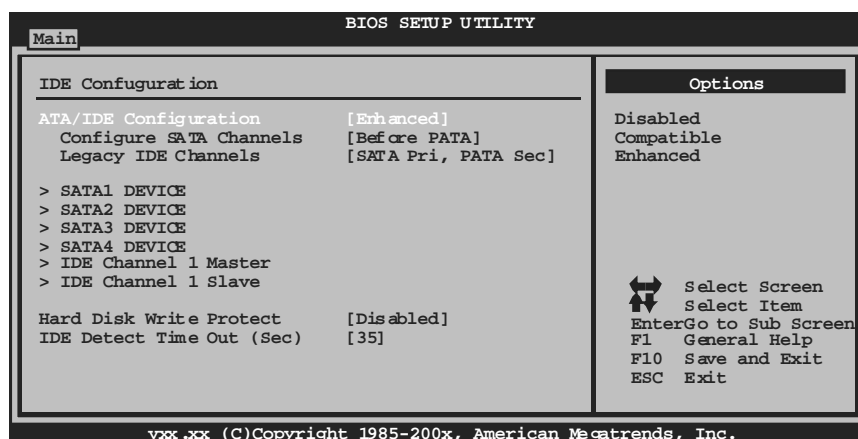 BIOS SETUP UTILITY
Main
IDE Confuguration
ATA/IDE Configuration [Enhanced]
Configure SATA Channels [Before PATA]
Legacy IDE Channels [SATA Pri, PATA Sec]
> SATA1 DEVICE
> SATA2 DEVICE
> SATA3 DEVICE
> SATA4 DEVICE
> IDE Channel 1 Master
> IDE Channel 1 Slave
Hard Disk Write Protect [Disabled]
IDE Detect Time Out (Sec) [35]
Options
Disabled
Compatible
Enhanced
Select Screen
Select Item
Enter Go to Sub Screen
F1 General Help
F10 Save and Exit
ESC Exit
vxx.xx (C)Copyright 1985-200x, American Megatrends, Inc.